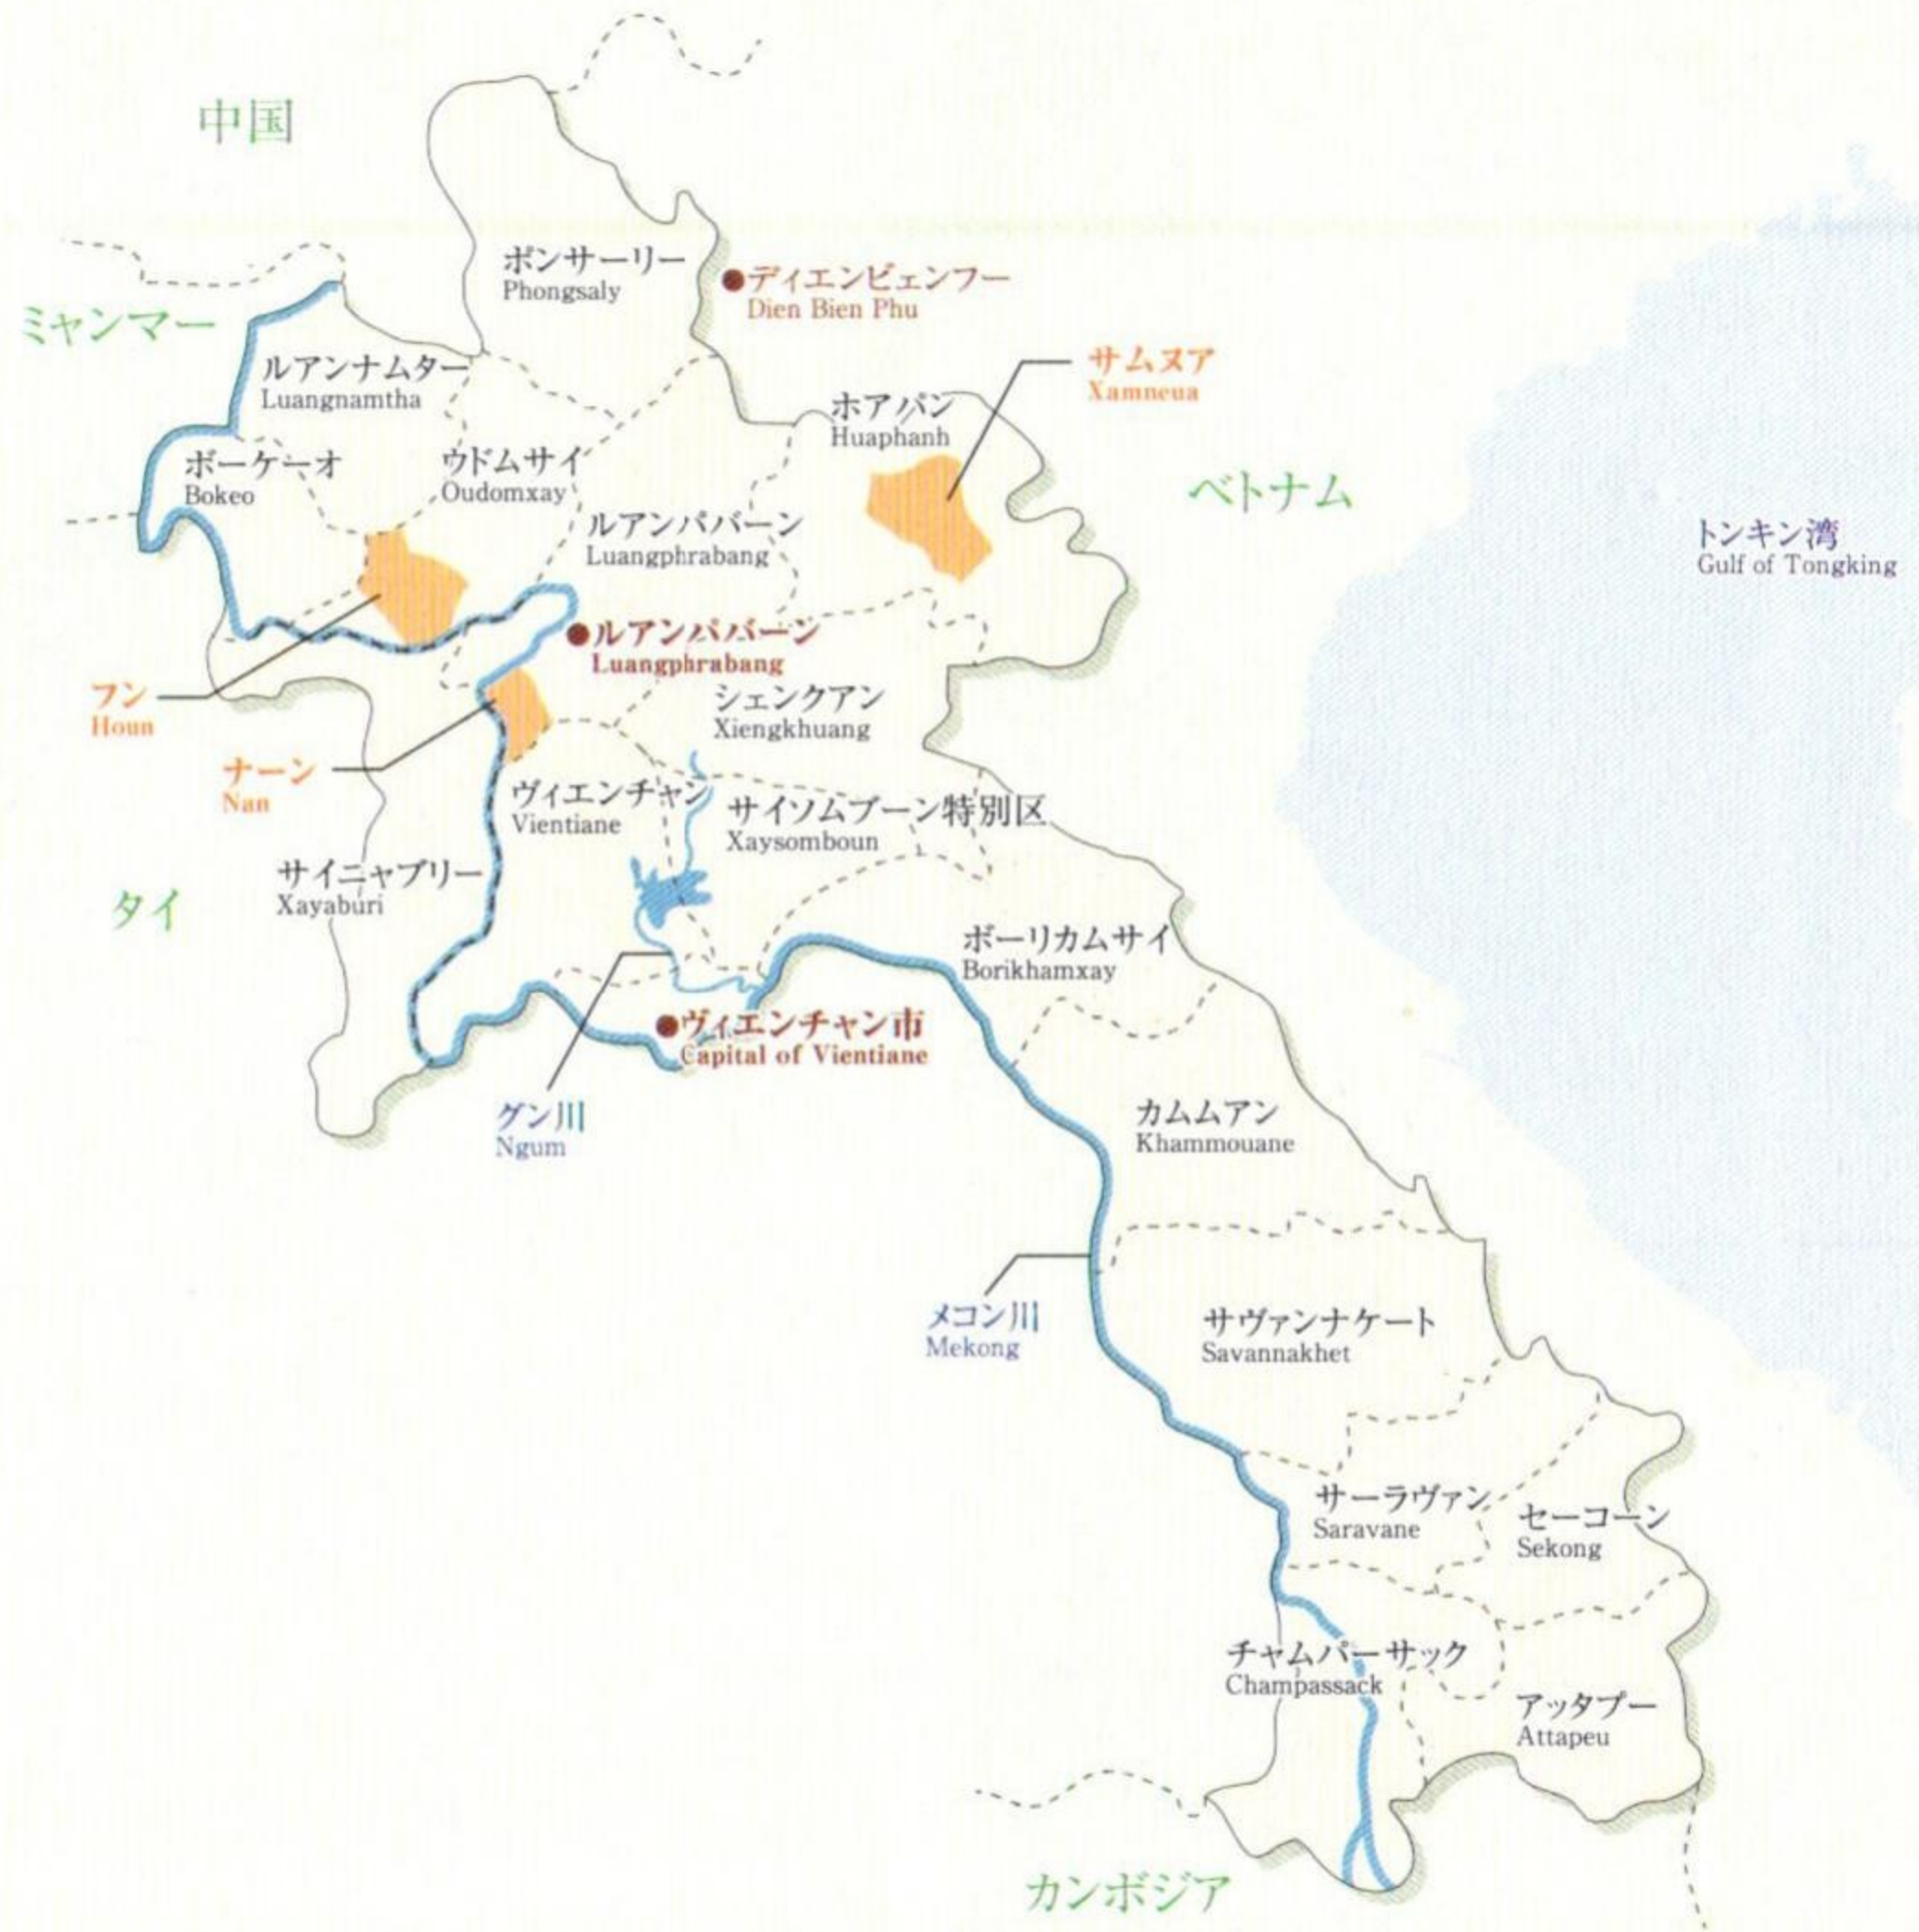 中国
ミャンマー
ポンサーリー
Phongsaly
ディエンビェンフー
Dien Bien Phu
ルアンナムター
Luangnamtha
サムヌア
Xamneua
ホアパン
Huaphanh
ボーケーオ
Bokeo
ウドムサイ
Oudomxay
ベトナム
ルアンパバーン
Luangphrabang
トンキン湾
Gulf of Tongking
ルアンパバーン
Luangphrabang
フン
Houn
シェンクアン
Xiengkhuang
ナーン
Nan
ヴィエンチャン
Vientiane
サイソムブーン特別区
Xaysomboun
サイニャブリー
Xayaburi
タイ
ボーリカムサイ
Borikhamxay
ヴィエンチャン市
Capital of Vientiane
グン川
Ngum
カムムアン
Khammouane
メコン川
Mekong
サヴァンナケート
Savannakhet
サーラヴァン
Saravane
セーコーン
Sekong
チャムパーサック
Champassack
アッタプー
Attapeu
カンボジア